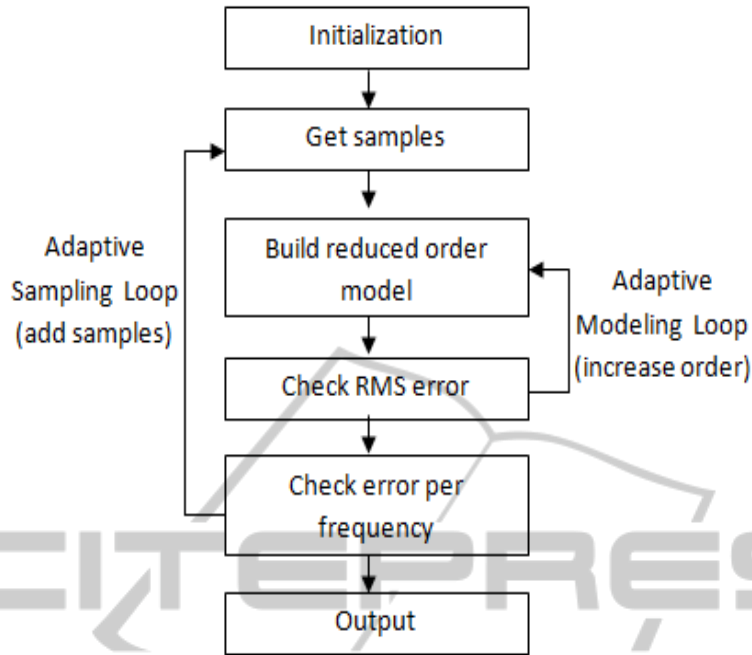 Initialization
Get samples
Build reduced order
model
Adaptive
Sampling Loop
(add samples)
Adaptive
Modeling Loop
(increase order)
Check RMS error
Check error per
frequency
CITEPRES
Output